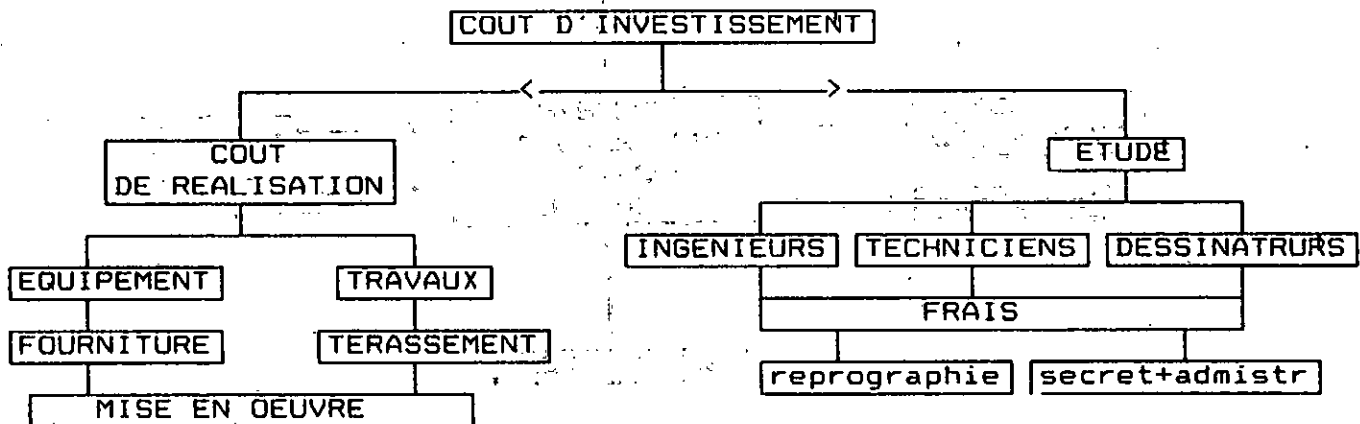 COUT D'INVESTISSEMENT
COUT
DE REALISATION
ETUDE
INGENIEURS TECHNICIENS DESSINATRURS
EQUIPEMENT TRAVAUX
FRAIS
FOURNITURE TERASSEMENT
reprographie secret+admistr
MISE EN OEUVRE